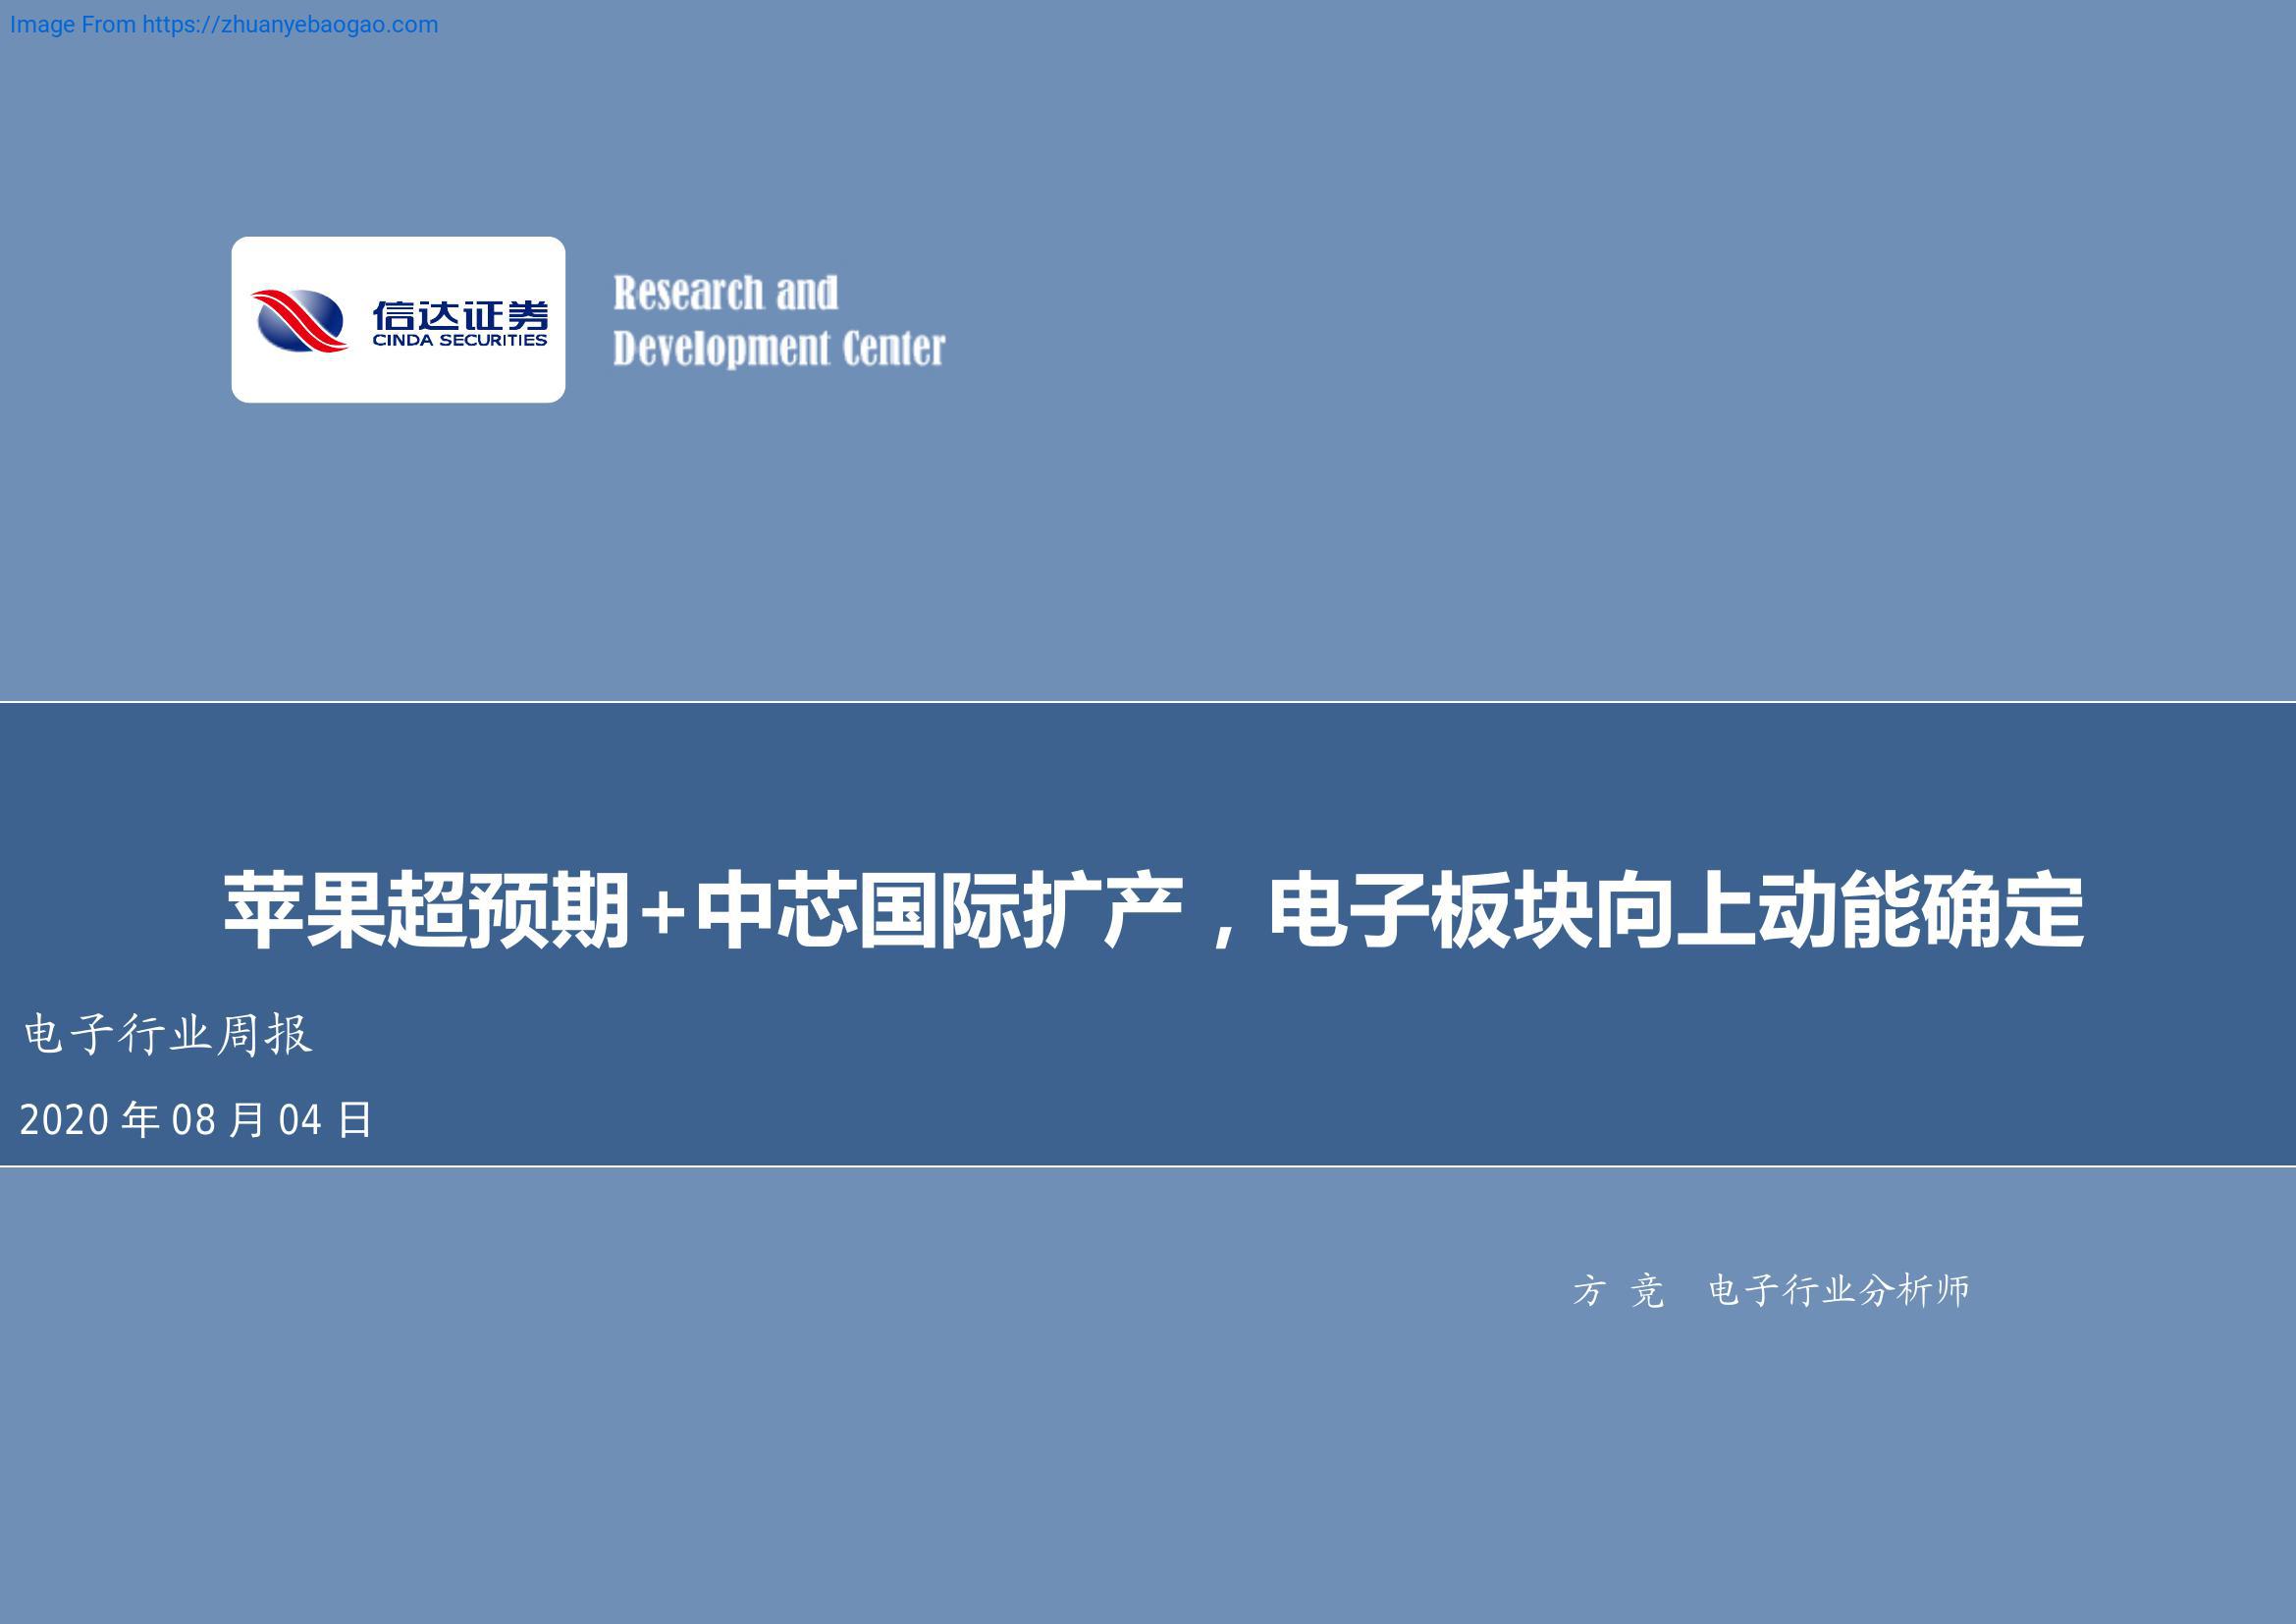 Image From https://zhuanyebaogao.com
信达证券
CINDA SECURITIES
Research and
Development Center
苹果超预期+中芯国际扩产，电子板块向上动能确定
电子行业周报
2020 年 08 月 04 日
方 竞 电子行业分析师